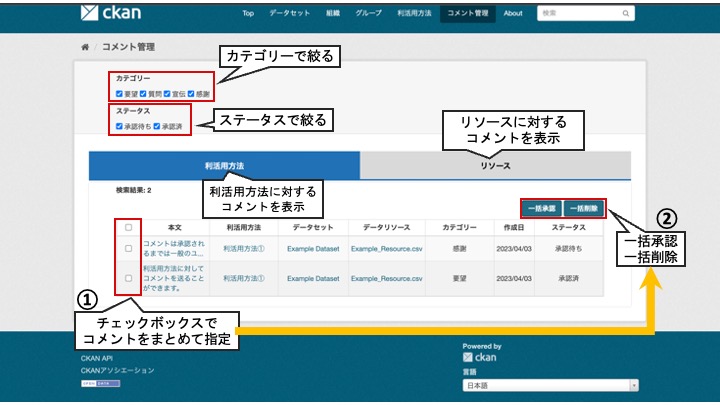 ckan
Top データセット 組織 グループ 利活用方法 コメント管理 About 検索
/ コメント管理
カテゴリーで絞る
カテゴリー
要望 質問 宣伝 感謝
ステータス
承認待ち 承認済
ステータスで絞る
リソースに対する
コメントを表示
利活用方法 リソース
検索結果: 2
利活用方法に対する
コメントを表示
一括承認 一括削除
②
一括承認
一括削除
本文 利活用方法 データセット データリソース カテゴリー 作成日 ステータス
コメントは承認され
るまでは一般のユ...
利活用方法① Example Dataset Example_Resource.csv 感謝 2023/04/03 承認待ち
利活用方法に対して
コメントを送ること
ができます。
利活用方法① Example Dataset Example_Resource.csv 要望 2023/04/03 承認済
①
チェックボックスで
コメントをまとめて指定
CKAN API
CKANアソシエーション
OPEN DATA
Powered by
ckan
言語
日本語